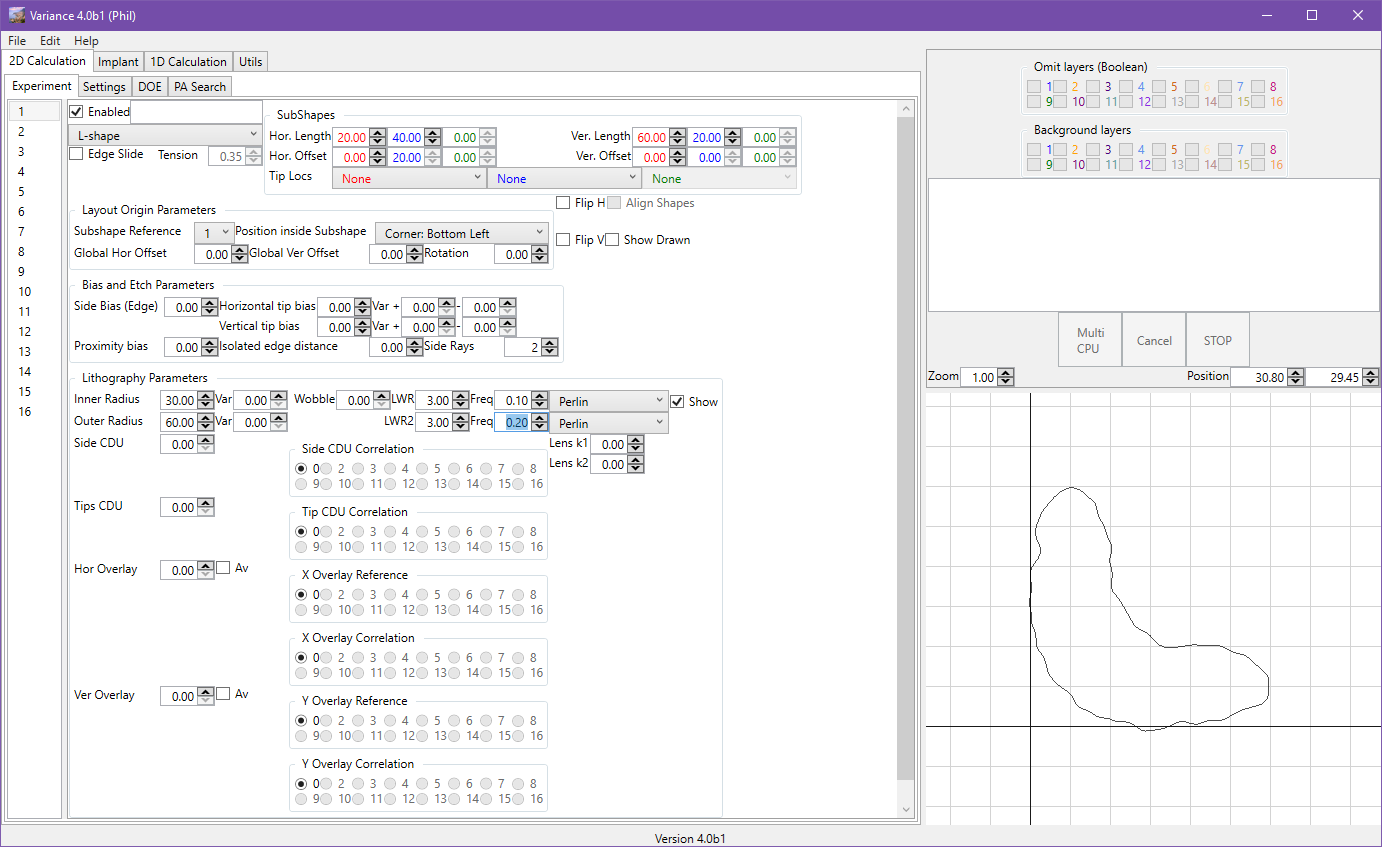 Variance 4.0b1 (Phil)
File Edit Help
2D Calculation Implant 1D Calculation Utils
Experiment Settings DOE PA Search
1
2
3
4
5
6
7
8
9
10
11
12
13
14
15
16
Enabled
L-shape
Edge Slide Tension 0.35
SubShapes
Hor. Length 20.00 40.00 0.00 Ver. Length 60.00 20.00 0.00
Hor. Offset 0.00 20.00 0.00 Ver. Offset 0.00 0.00 0.00
Tip Locs None None None
Flip H Align Shapes
Flip V Show Drawn
Layout Origin Parameters
Subshape Reference 1 Position inside Subshape Corner: Bottom Left
Global Hor Offset 0.00 Global Ver Offset 0.00 Rotation 0.00
Bias and Etch Parameters
Side Bias (Edge) 0.00 Horizontal tip bias 0.00 Var + 0.00 - 0.00
Vertical tip bias 0.00 Var + 0.00 - 0.00
Proximity bias 0.00 Isolated edge distance 0.00 Side Rays 2
Lithography Parameters
Inner Radius 30.00 Var 0.00 Wobble 0.00 LWR 3.00 Freq 0.10 Perlin Show
Outer Radius 60.00 Var 0.00 LWR2 3.00 Freq 0.20 Perlin
Side CDU 0.00 Lens k1 0.00
Lens k2 0.00
Side CDU Correlation
0 2 3 4 5 6 7 8
9 10 11 12 13 14 15 16
Tips CDU 0.00
Tip CDU Correlation
0 2 3 4 5 6 7 8
9 10 11 12 13 14 15 16
Hor Overlay 0.00 Av
X Overlay Reference
0 2 3 4 5 6 7 8
9 10 11 12 13 14 15 16
X Overlay Correlation
0 2 3 4 5 6 7 8
9 10 11 12 13 14 15 16
Ver Overlay 0.00 Av
Y Overlay Reference
0 2 3 4 5 6 7 8
9 10 11 12 13 14 15 16
Y Overlay Correlation
0 2 3 4 5 6 7 8
9 10 11 12 13 14 15 16
Omit layers (Boolean)
1 2 3 4 5 6 7 8
9 10 11 12 13 14 15 16
Background layers
1 2 3 4 5 6 7 8
9 10 11 12 13 14 15 16
Multi
CPU
Cancel
STOP
Zoom 1.00 Position 30.80 29.45
Version 4.0b1